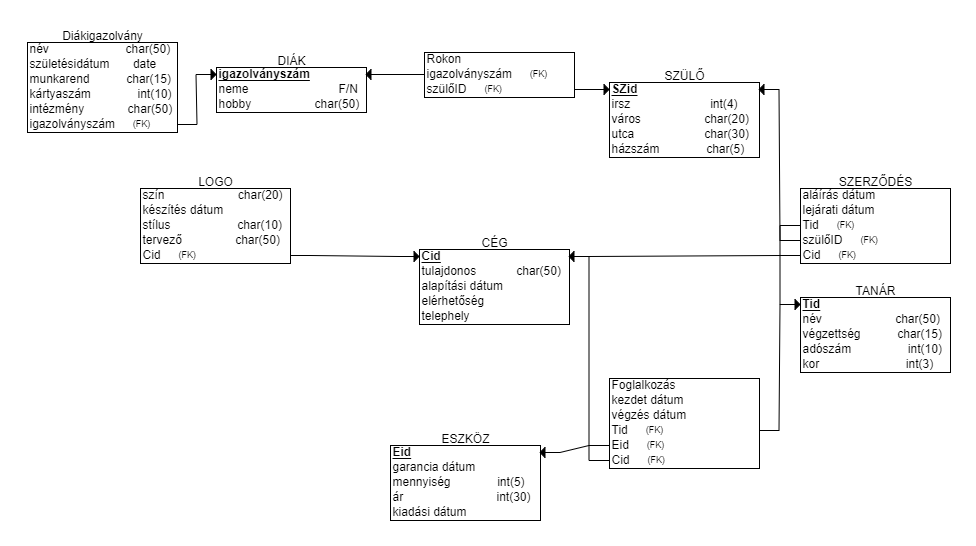 Diákigazolvány
név char(50)
születésidátum date
munkarend char(15)
kártyaszám int(10)
intézmény char(50)
igazolványszám (FK)
DIÁK
igazolványszám
neme F/N
hobby char(50)
Rokon
igazolványszám (FK)
szülőID (FK)
SZÜLŐ
SZid
irsz int(4)
város char(20)
utca char(30)
házszám char(5)
LOGO
szín char(20)
készítés dátum
stílus char(10)
tervező char(50)
Cid (FK)
CÉG
Cid
tulajdonos char(50)
alapítási dátum
elérhetőség
telephely
SZERZŐDÉS
aláírás dátum
lejárati dátum
Tid (FK)
szülőID (FK)
Cid (FK)
TANÁR
Tid
név char(50)
végzettség char(15)
adószám int(10)
kor int(3)
Foglalkozás
kezdet dátum
végzés dátum
Tid (FK)
Eid (FK)
Cid (FK)
ESZKÖZ
Eid
garancia dátum
mennyiség int(5)
ár int(30)
kiadási dátum